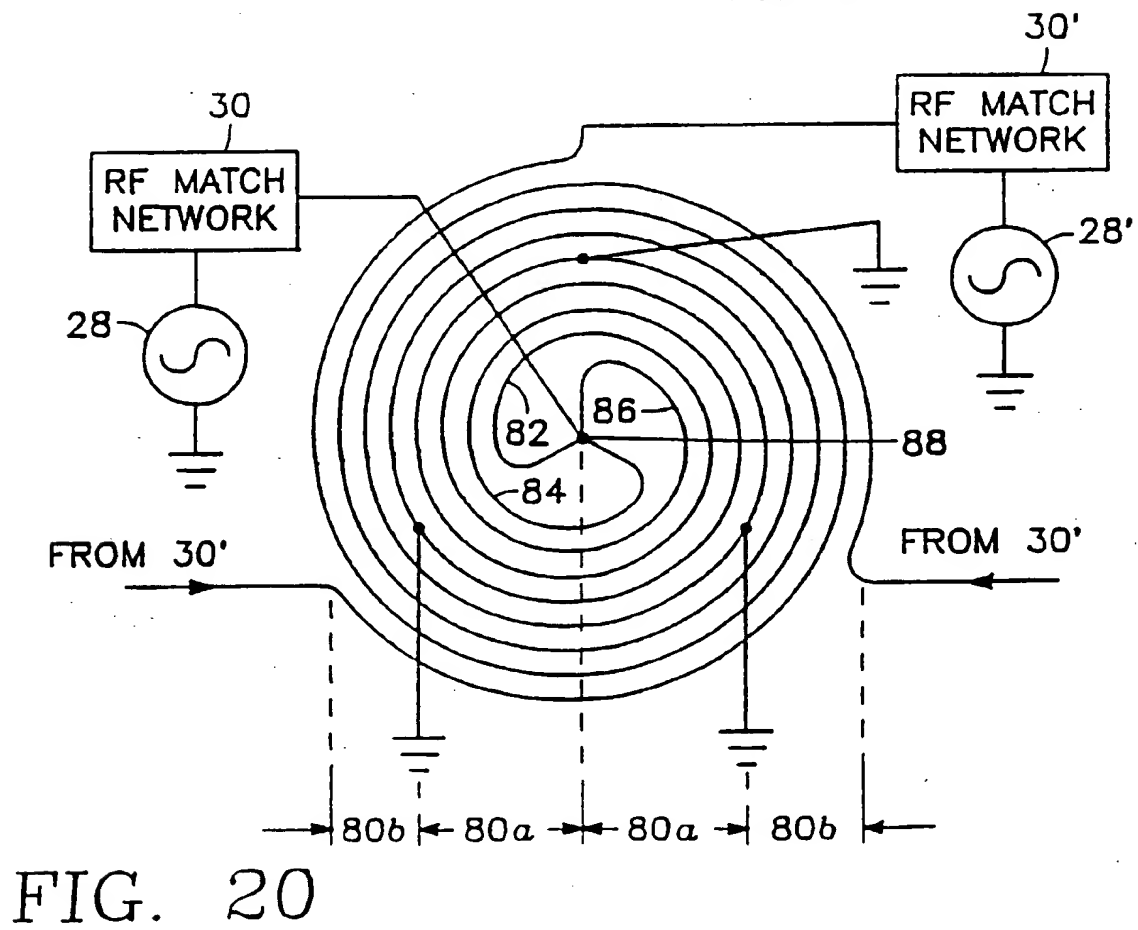 30'
RF MATCH
NETWORK
30
RF MATCH
NETWORK
28'
28
86
82
88
84
FROM 30'
FROM 30'
80b
80a
80a
80b
FIG. 20